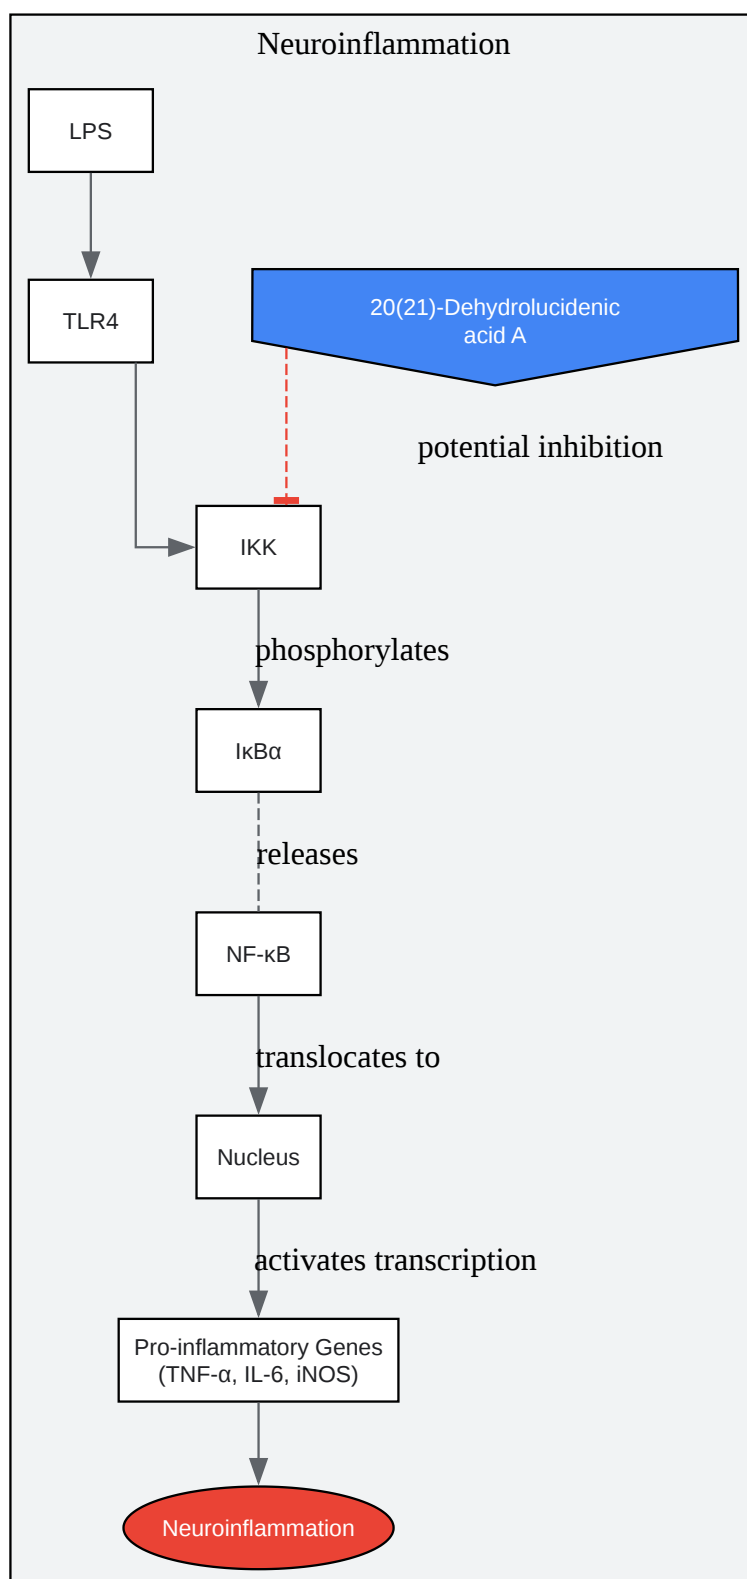 Neuroinflammation
LPS
TLR4
20(21)-Dehydrolucidenic
acid A
potential inhibition
IKK
phosphorylates
IκBα
releases
NF-κB
translocates to
Nucleus
activates transcription
Pro-inflammatory Genes
(TNF-α, IL-6, iNOS)
Neuroinflammation